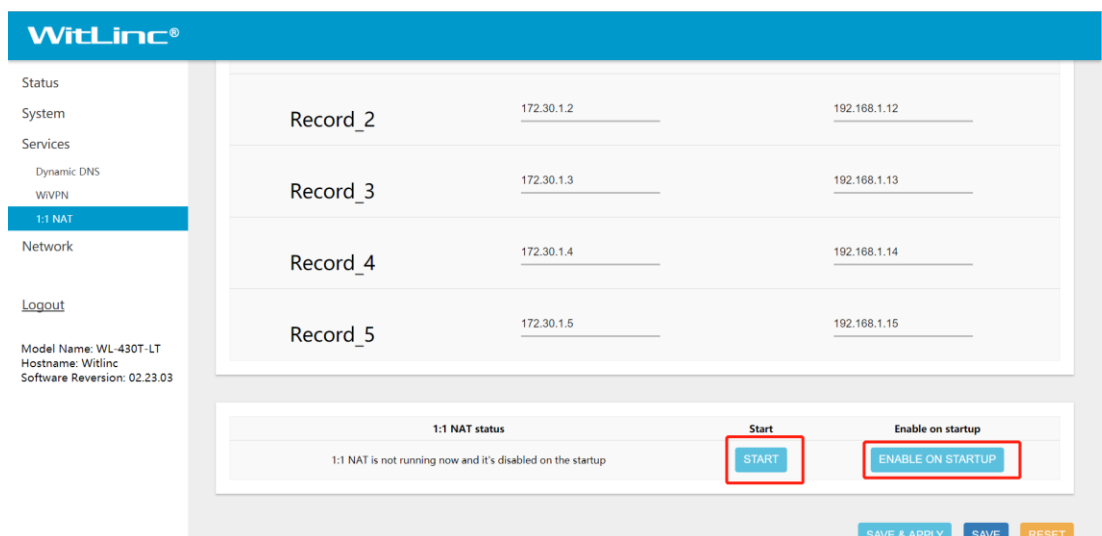 WitLinc®
Status
System
Services
Dynamic DNS
WiVPN
1:1 NAT
Network
Logout
Model Name: WL-430T-LT
Hostname: Witlinc
Software Reversion: 02.23.03
Record_2 172.30.1.2 192.168.1.12
Record_3 172.30.1.3 192.168.1.13
Record_4 172.30.1.4 192.168.1.14
Record_5 172.30.1.5 192.168.1.15
1:1 NAT status Start Enable on startup
1:1 NAT is not running now and it's disabled on the startup START ENABLE ON STARTUP
SAVE & APPLY SAVE RESET